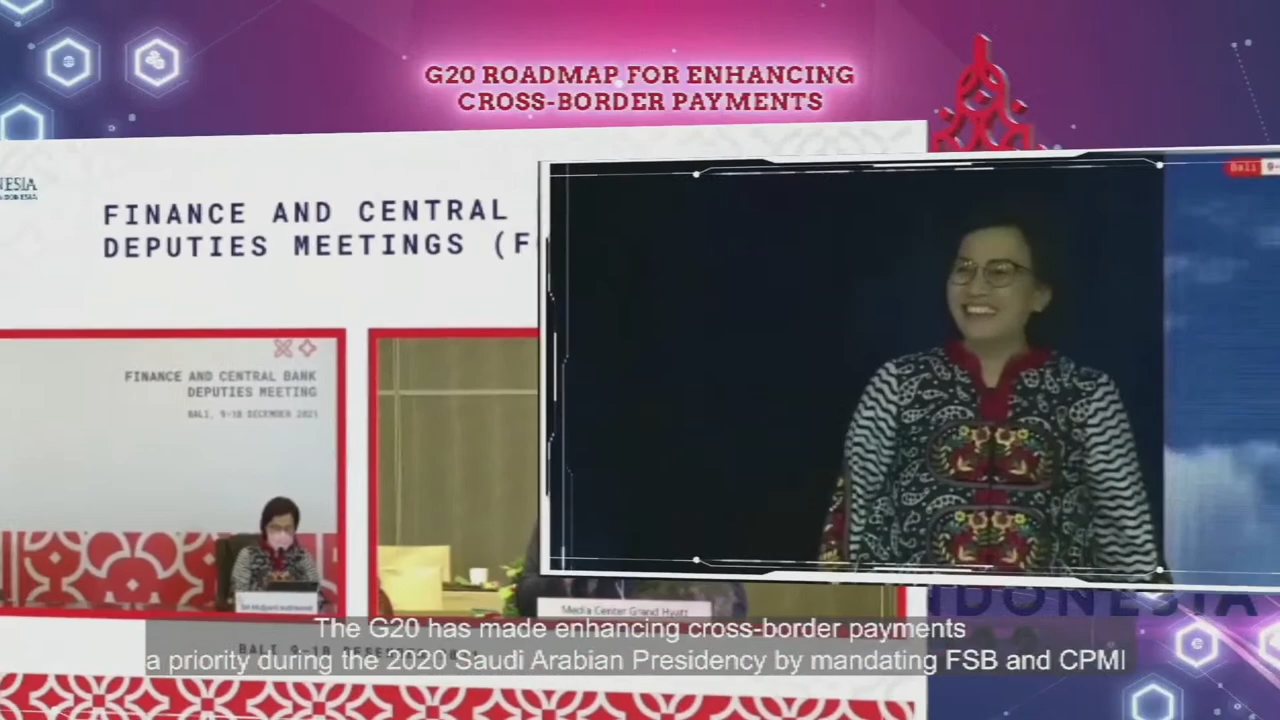 G20 ROADMAP FOR ENHANCING
CROSS-BORDER PAYMENTS
FINANCE AND CENTRAL
DEPUTIES MEETINGS
Bali
FINANCE AND CENTRAL BANK
DEPUTIES MEETING
BALI, 9-10 DECEMBER 2021
Media Center Grand Hyatt
INDONESIA
The G20 has made enhancing cross-border payments
a priority during the 2020 Saudi Arabian Presidency by mandating FSB and CPMI